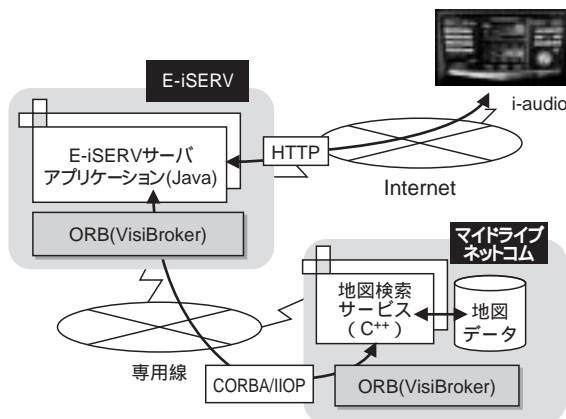 E-iSERV
i-audio
E-iSERVサーバ
アプリケーション(Java)
HTTP
Internet
ORB(VisiBroker)
マイドライブ
ネットコム
地図検索
サービス
(C++)
地図
データ
専用線
CORBA/IIOP
ORB(VisiBroker)